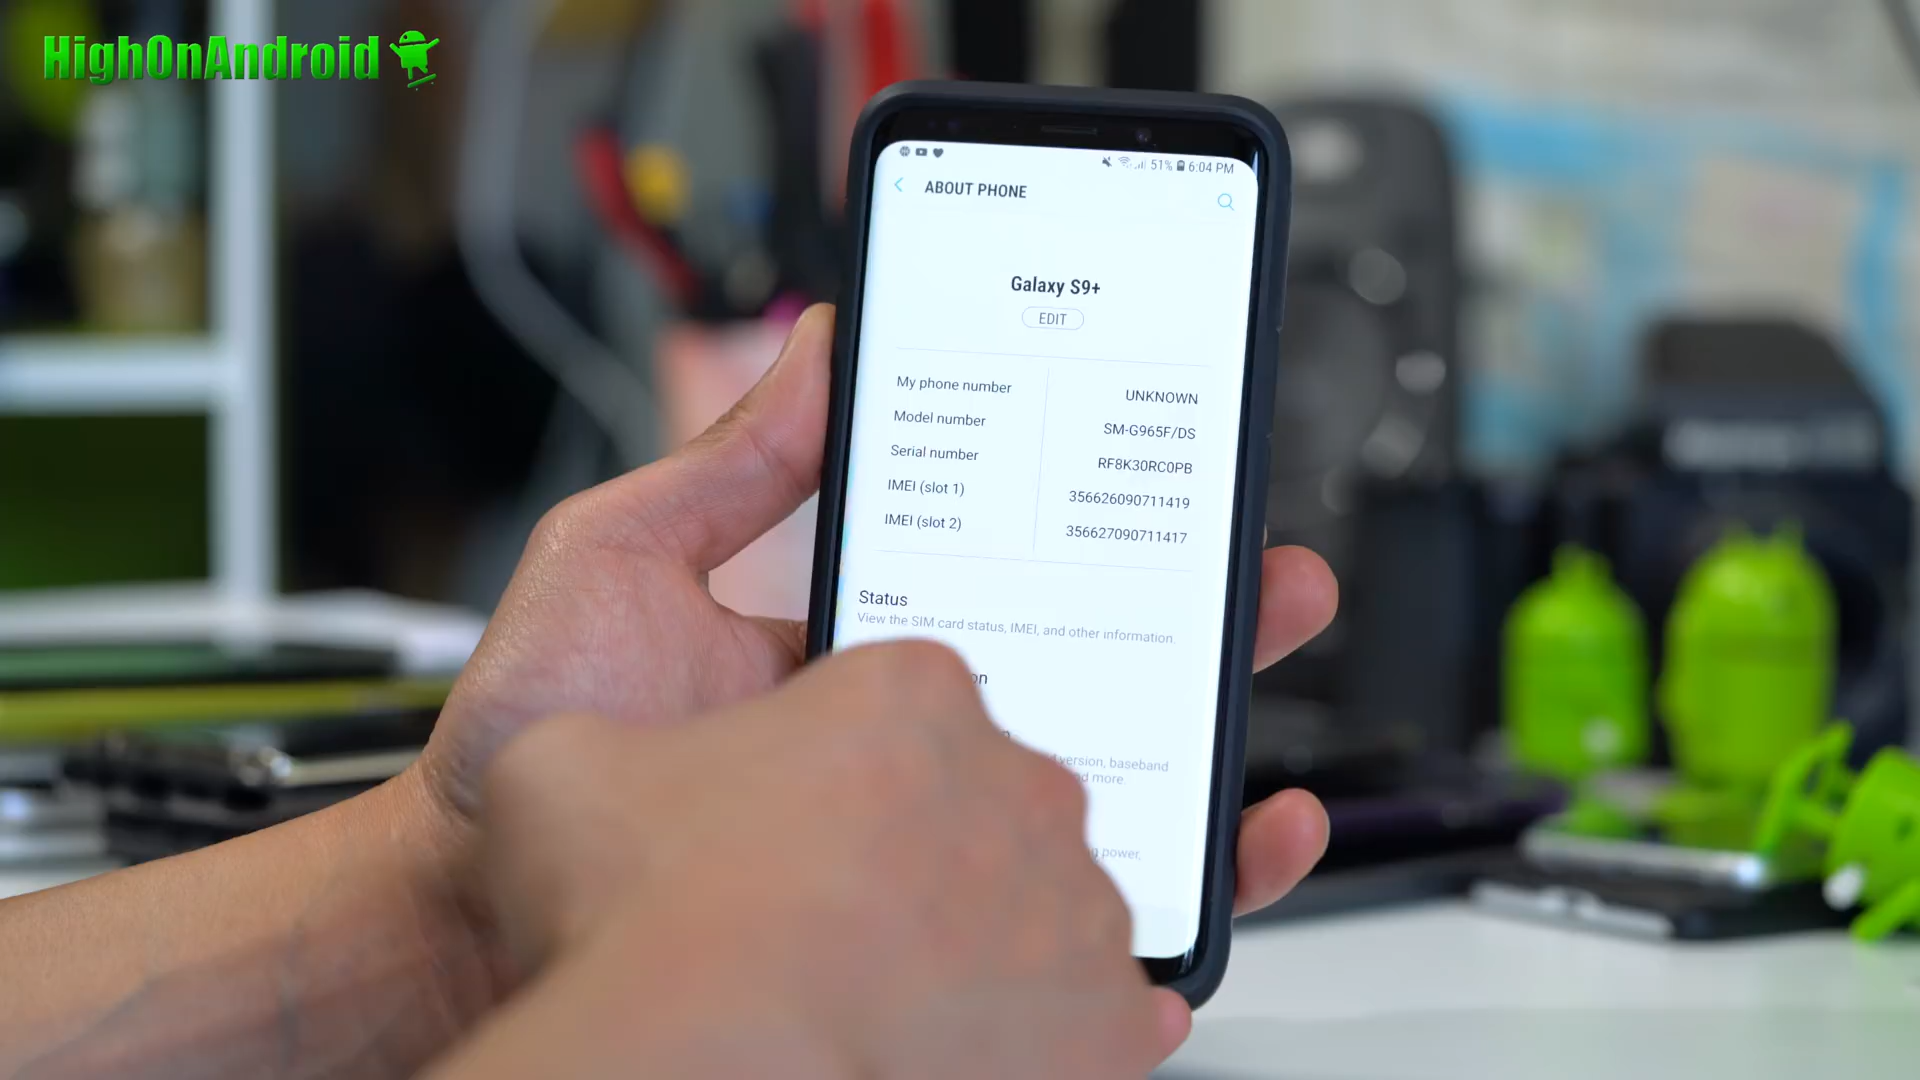 HighOnAndroid
51% 6:04 PM
ABOUT PHONE
Galaxy S9+
EDIT
My phone number UNKNOWN
Model number SM-G965F/DS
Serial number RF8K30RC0PB
IMEI (slot 1) 356626090711419
IMEI (slot 2) 356627090711417
Status
View the SIM card status, IMEI, and other information.
version, baseband
more.
power,